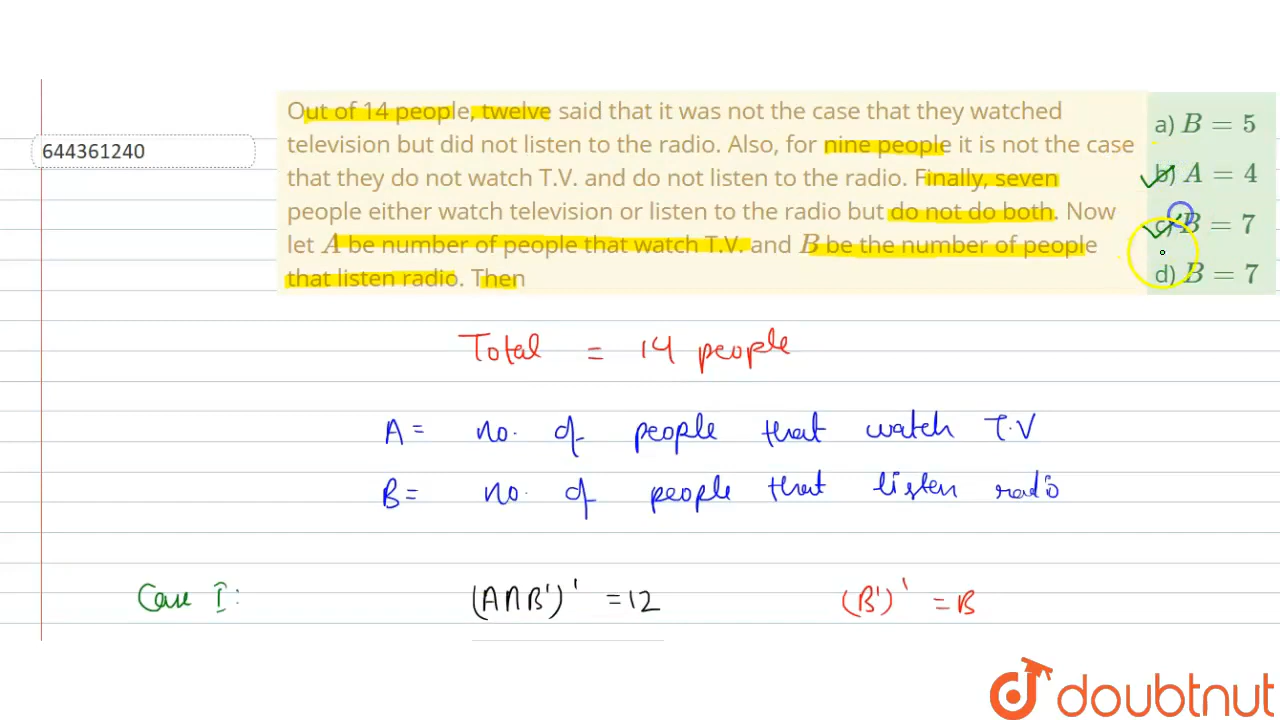 Out of 14 people, twelve said that it was not the case that they watched
television but did not listen to the radio. Also, for nine people it is not the case
that they do not watch T.V. and do not listen to the radio. Finally, seven
people either watch television or listen to the radio but do not do both. Now
let A be number of people that watch T.V. and B be the number of people
that listen radio. Then
644361240
a) B = 5
b) A = 4
c) B = 7
d) B = 7
Total = 14 people
A = no. of people that watch T.V
B = no. of people that listen radio
Case I: (A∩B')' = 12 (B')' = B
doubtnut